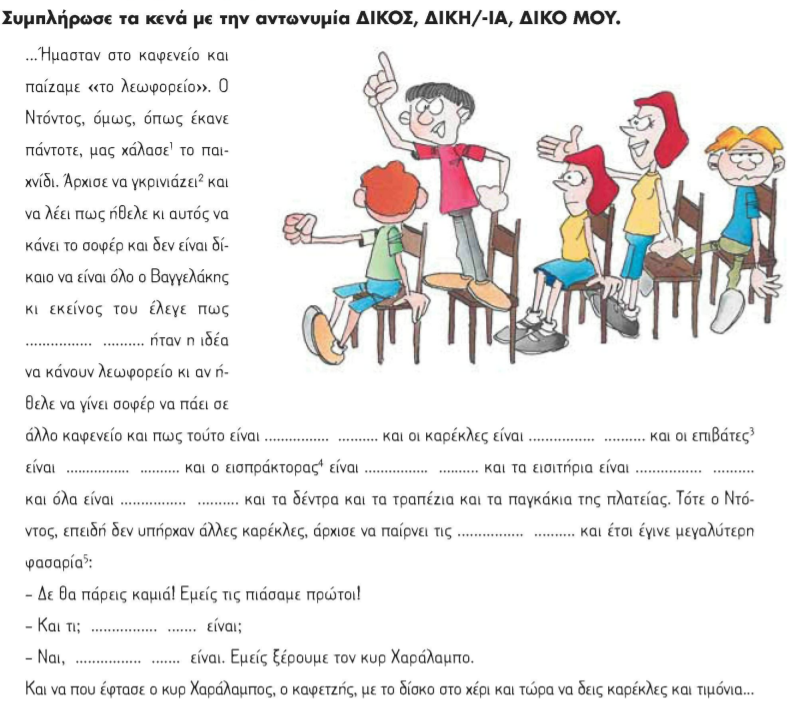 Συμπλήρωσε τα κενά με την αντωνυμία ΔΙΚΟΣ, ΔΙΚΗ/-ΙΑ, ΔΙΚΟ ΜΟΥ.
...Ήμασταν στο καφενείο και
παίζαμε «το λεωφορείο». Ο
Ντόντος, όμως, όπως έκανε
πάντοτε, μας χάλασε¹ το παι-
χνίδι. Άρχισε να γκρινιάζει² και
να λέει πως ήθελε κι αυτός να
κάνει το σοφέρ και δεν είναι δί-
καιο να είναι όλο ο Βαγγελάκης
κι εκείνος του έλεγε πως
................ .......... ήταν η ιδέα
να κάνουν λεωφορείο κι αν ή-
θελε να γίνει σοφέρ να πάει σε
άλλο καφενείο και πως τούτο είναι ................ .......... και οι καρέκλες είναι ................ .......... και οι επιβάτες³
είναι ................ .......... και ο εισπράκτορας⁴ είναι ................ .......... και τα εισιτήρια είναι ................ ..........
και όλα είναι ................ .......... και τα δέντρα και τα τραπέζια και τα παγκάκια της πλατείας. Τότε ο Ντό-
ντος, επειδή δεν υπήρχαν άλλες καρέκλες, άρχισε να παίρνει τις ................ .......... και έτσι έγινε μεγαλύτερη
φασαρία⁵:
– Δε θα πάρεις καμιά! Εμείς τις πιάσαμε πρώτοι!
– Και τι; ................ ....... είναι;
– Ναι, ................ ....... είναι. Εμείς ξέρουμε τον κυρ Χαράλαμπο.
Και να που έφτασε ο κυρ Χαράλαμπος, ο καφετζής, με το δίσκο στο χέρι και τώρα να δεις καρέκλες και τιμόνια...